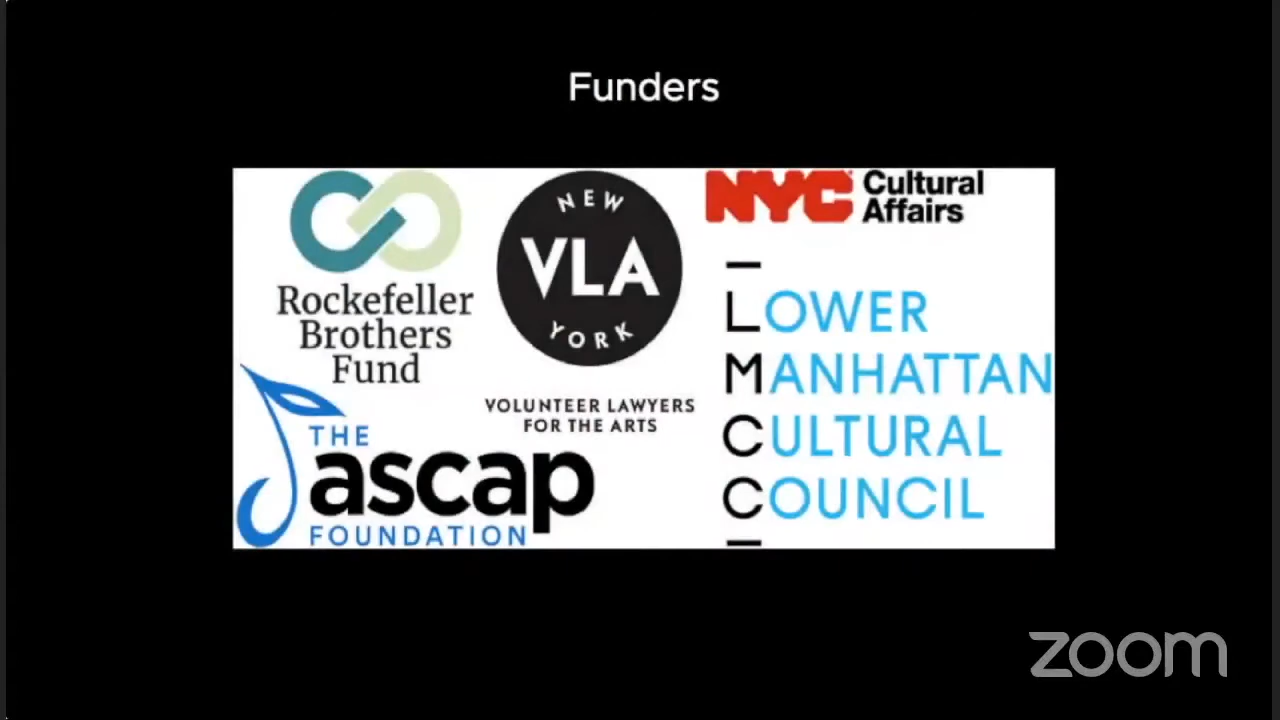 Funders
Rockefeller
Brothers
Fund
NEW
VLA
YORK
VOLUNTEER LAWYERS
FOR THE ARTS
NYC Cultural
Affairs
LOWER
MANHATTAN
CULTURAL
COUNCIL
THE
ascap
FOUNDATION
zoom